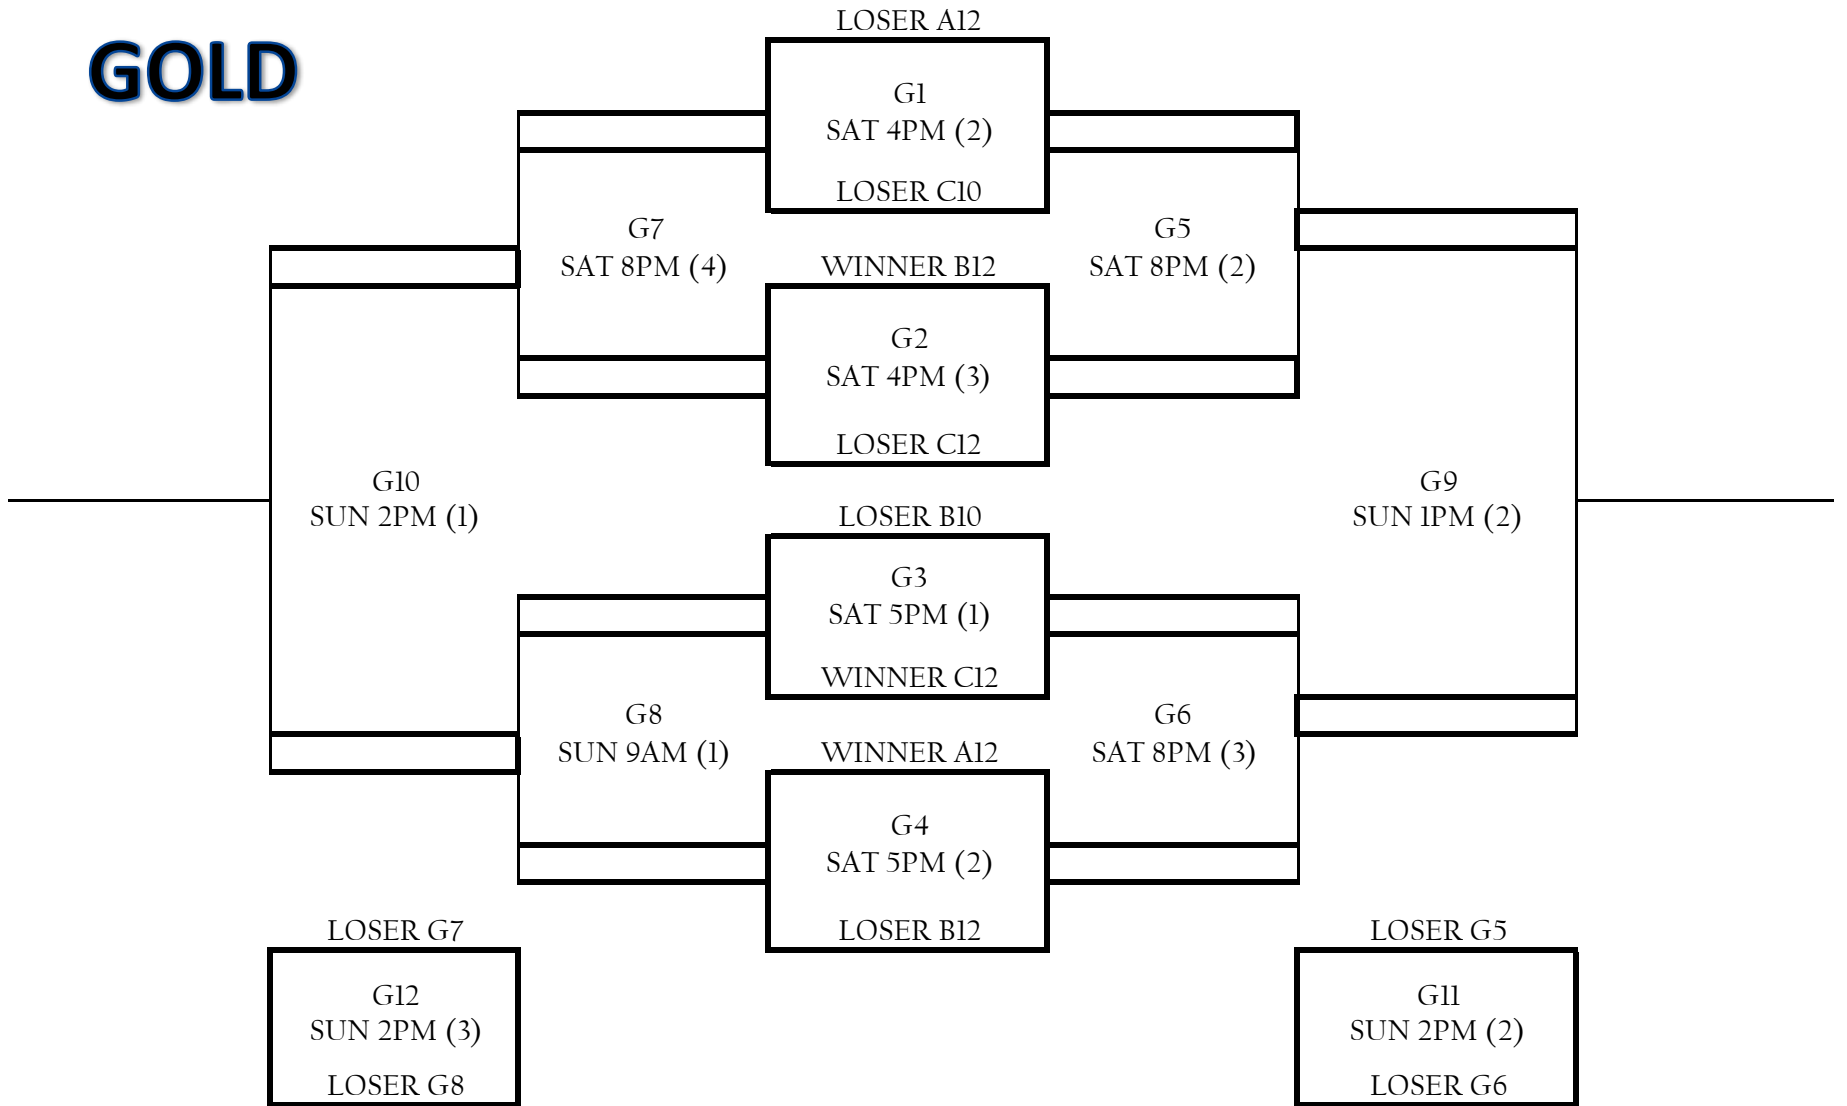 GOLD
LOSER A12
G1
SAT 4PM (2)
LOSER C10
G7
SAT 8PM (4)
G5
SAT 8PM (2)
WINNER B12
G2
SAT 4PM (3)
LOSER C12
G10
SUN 2PM (1)
G9
SUN 1PM (2)
LOSER B10
G3
SAT 5PM (1)
WINNER C12
G8
SUN 9AM (1)
G6
SAT 8PM (3)
WINNER A12
G4
SAT 5PM (2)
LOSER B12
LOSER G7
G12
SUN 2PM (3)
LOSER G8
LOSER G5
G11
SUN 2PM (2)
LOSER G6